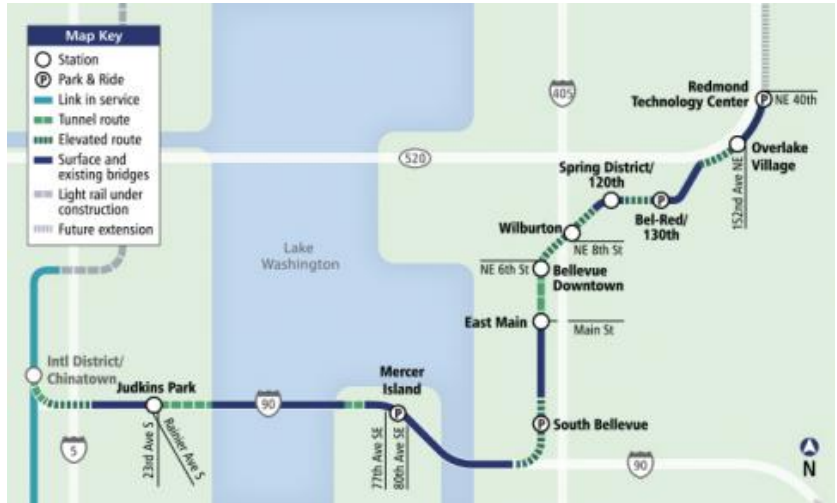 Map Key
Station
P
Park & Ride
Link in service
Tunnel route
Elevated route
Surface and
existing bridges
Light rail under
construction
Future extension
405
520
Redmond
Technology Center
P
NE 40th
Overlake
Village
152nd Ave NE
Spring District/
120th
P
Bel-Red/
130th
Wilburton
NE 8th St
NE 6th St
Bellevue
Downtown
Lake
Washington
East Main
Main St
Intl District/
Chinatown
Judkins Park
23rd Ave S
Rainier Ave S
5
90
Mercer
Island
P
77th Ave SE
80th Ave SE
P
South Bellevue
90
N